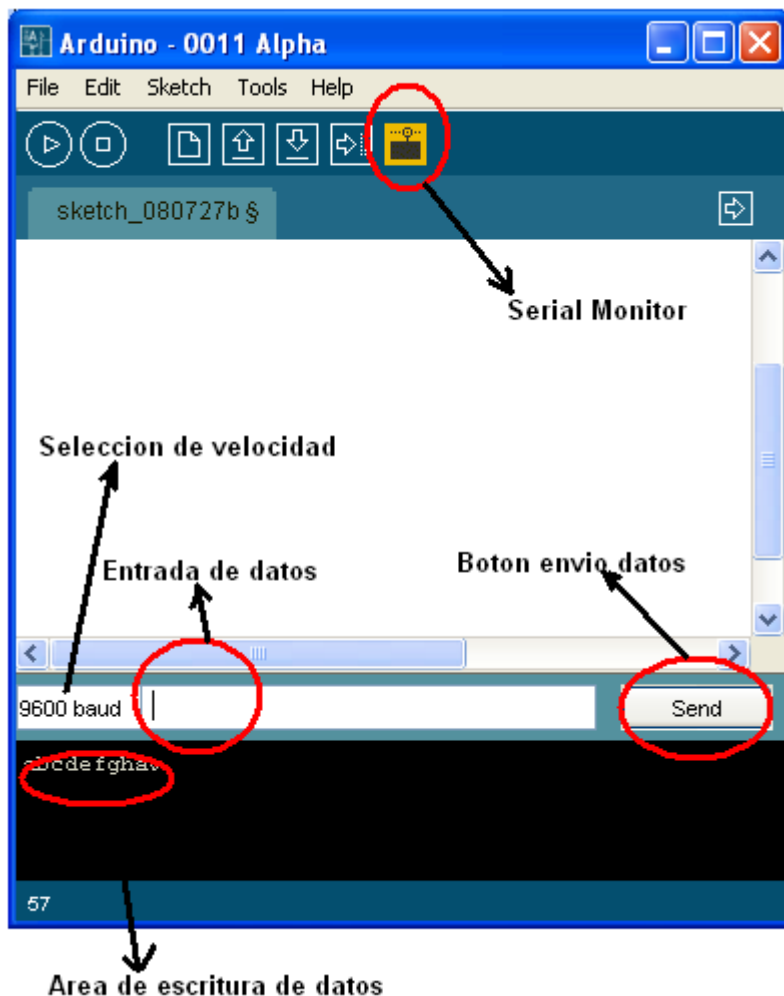 Arduino - 0011 Alpha
File Edit Sketch Tools Help
sketch_080727b §
Serial Monitor
Seleccion de velocidad
Entrada de datos
Boton envio datos
9600 baud
Send
abcdefghav
57
Area de escritura de datos